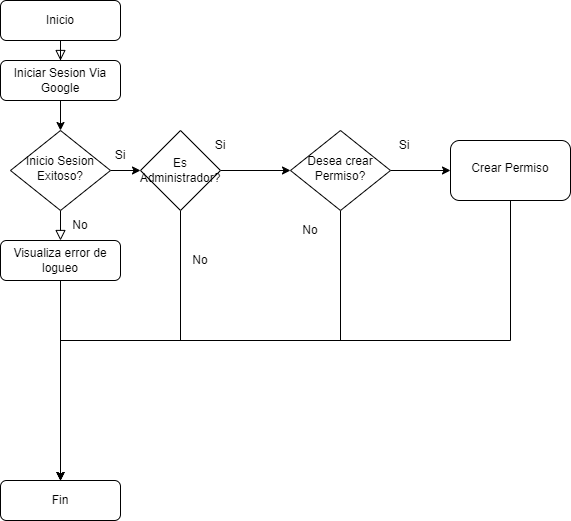 Inicio
Iniciar Sesion Via
Google
Inicio Sesion
Exitoso?
Si
Es
Administrador?
Si
Desea crear
Permiso?
Si
Crear Permiso
No
Visualiza error de
logueo
No
No
Fin